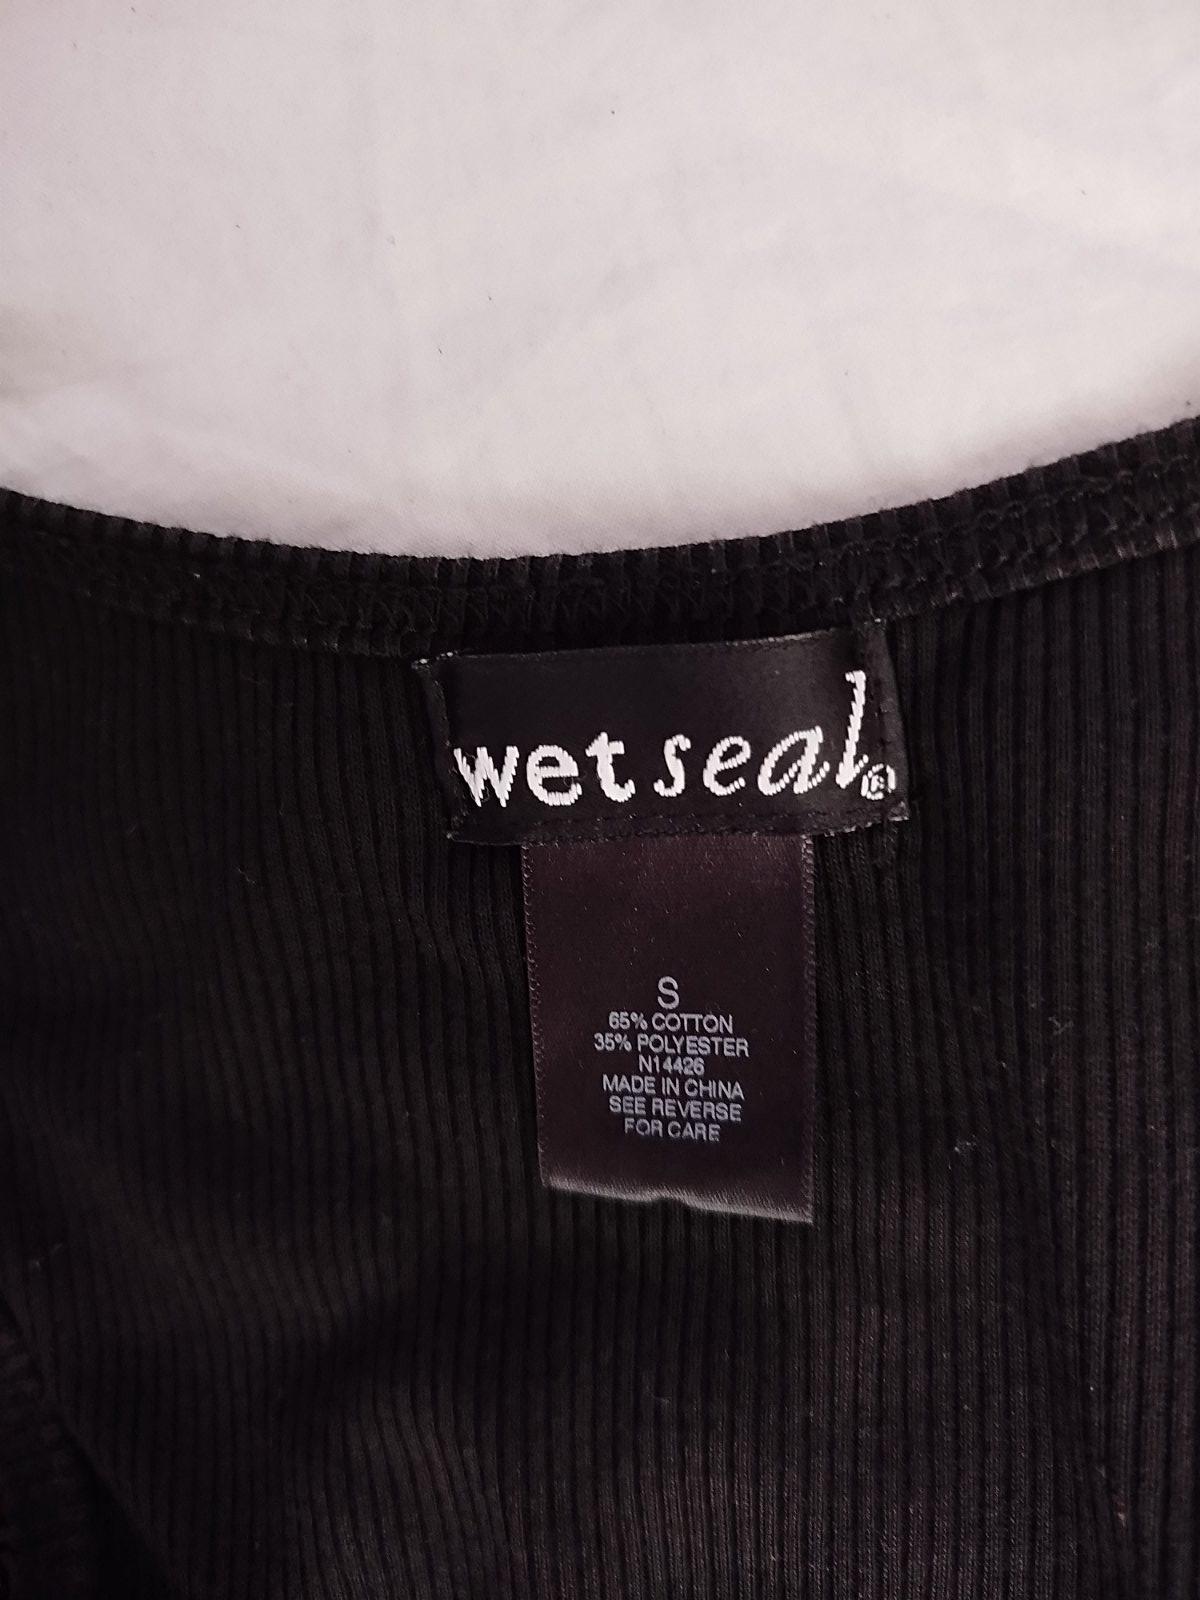 wet seal®
S
65% COTTON
35% POLYESTER
N14426
MADE IN CHINA
SEE REVERSE
FOR CARE